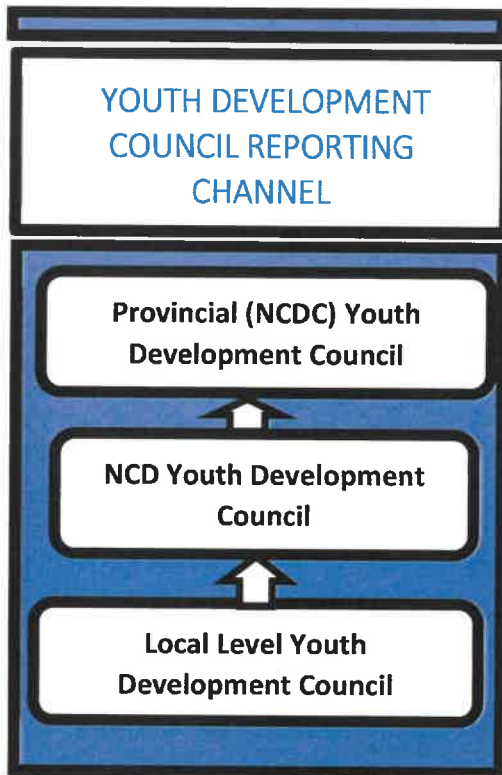 YOUTH DEVELOPMENT
COUNCIL REPORTING
CHANNEL
Provincial (NCDC) Youth
Development Council
NCD Youth Development
Council
Local Level Youth
Development Council